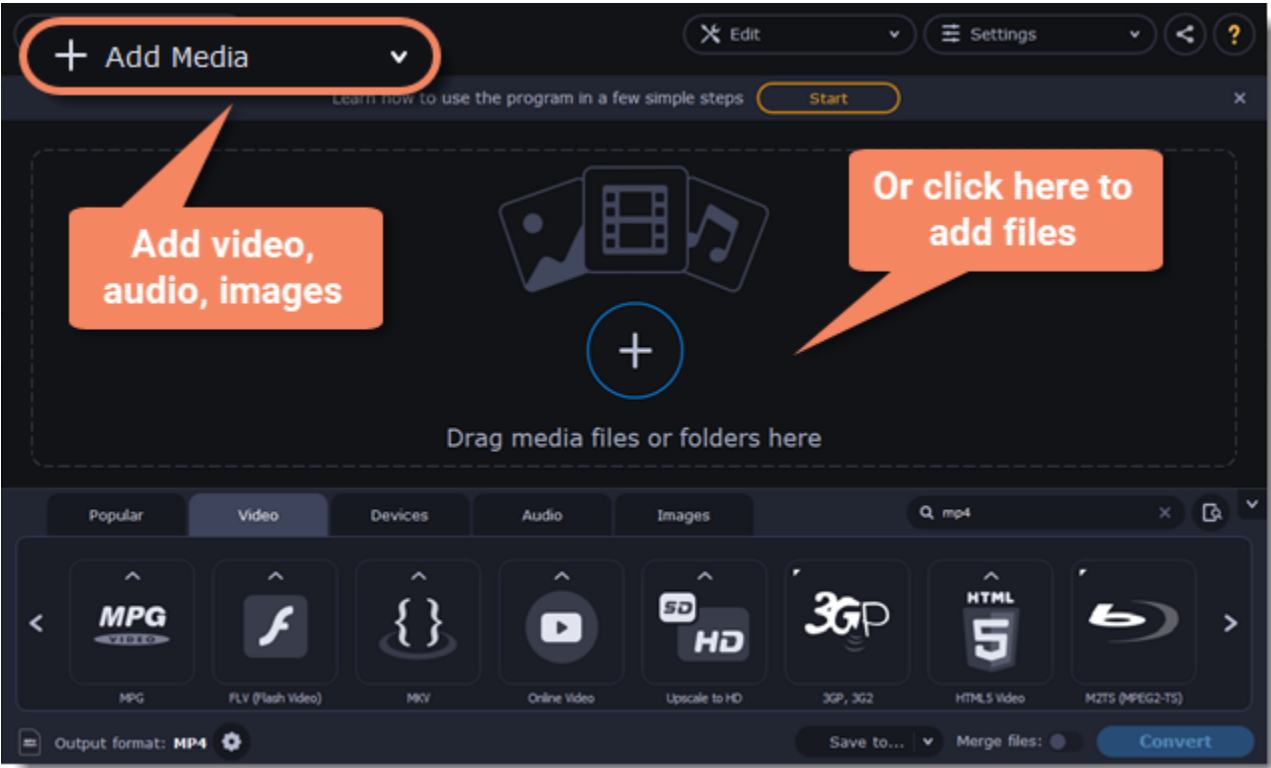 + Add Media
Edit
Settings
?
Learn how to use the program in a few simple steps
Start
Add video,
audio, images
Or click here to
add files
Drag media files or folders here
Popular
Video
Devices
Audio
Images
mp4
MPG
VIDEO
SD
HD
3GP
HTML
5
MPG
FLV (Flash Video)
MKV
Online Video
Upscale to HD
3GP, 3G2
HTML5 Video
M2TS (MPEG2-TS)
Output format: MP4
Save to...
Merge files:
Convert